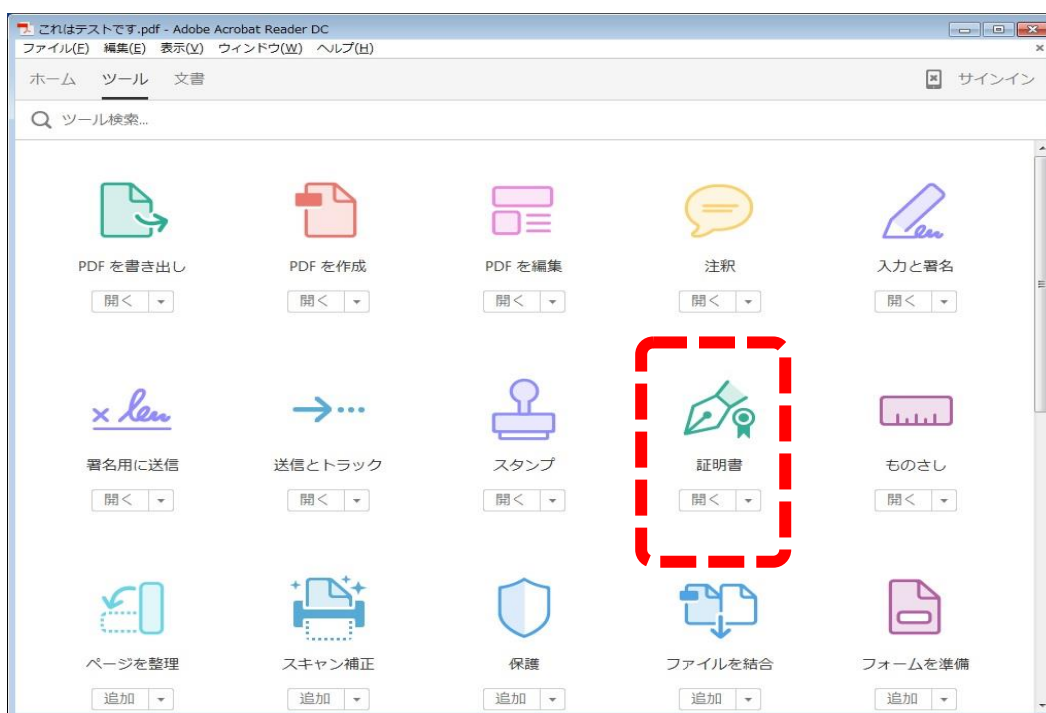 これはテストです.pdf - Adobe Acrobat Reader DC
ファイル(F) 編集(E) 表示(V) ウィンドウ(W) ヘルプ(H)
ホーム ツール 文書 サインイン
ツール検索...
PDF を書き出し PDF を作成 PDF を編集 注釈 入力と署名
開く 開く 開く 開く 開く
署名用に送信 送信とトラック スタンプ 証明書 ものさし
開く 開く 開く 開く 開く
ページを整理 スキャン補正 保護 ファイルを結合 フォームを準備
追加 追加 追加 追加 追加